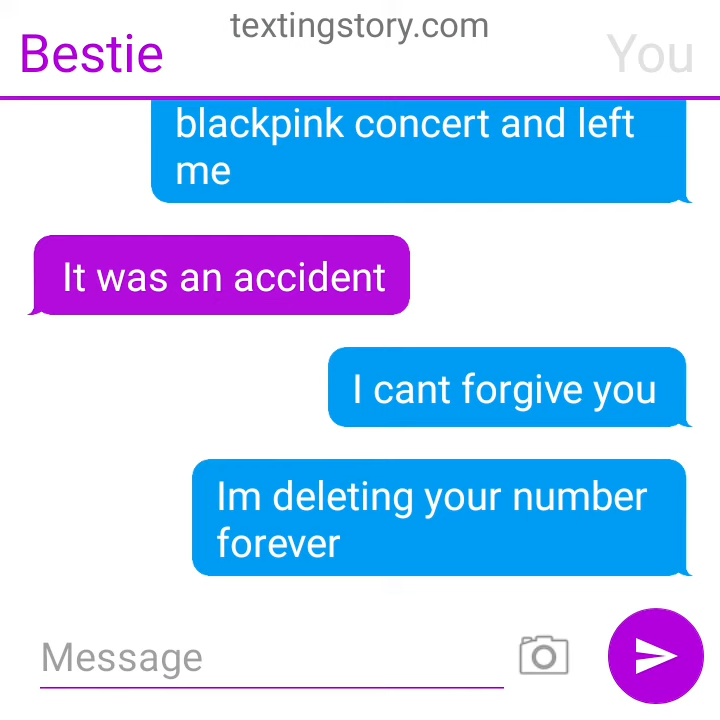 textingstory.com
Bestie
You
blackpink concert and left
me
It was an accident
I cant forgive you
Im deleting your number
forever
Message